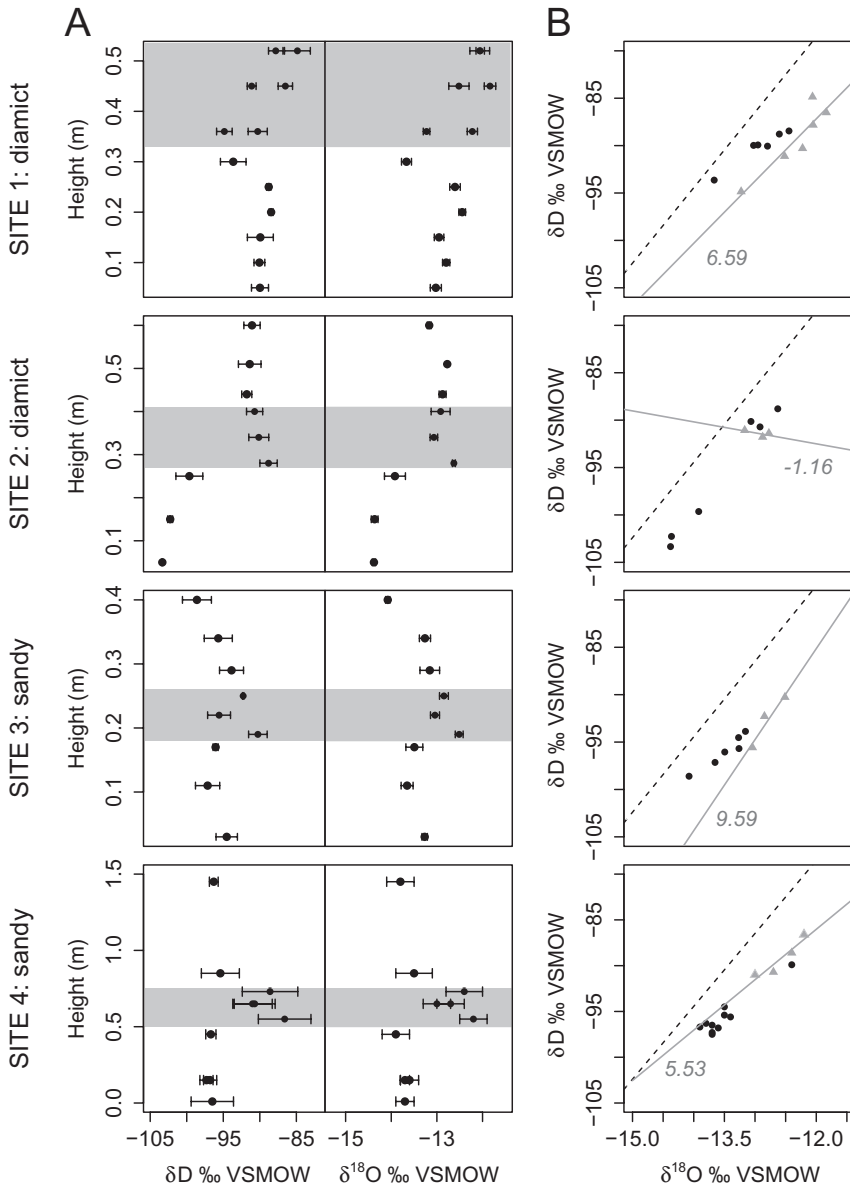 A
B
SITE 1: diamict
Height (m)
0.5
0.4
0.3
0.2
0.1
δD ‰ VSMOW
−85
−95
−105
6.59
SITE 2: diamict
Height (m)
0.5
0.3
0.1
δD ‰ VSMOW
−85
−95
−105
-1.16
SITE 3: sandy
Height (m)
0.4
0.3
0.2
0.1
δD ‰ VSMOW
−85
−95
−105
9.59
SITE 4: sandy
Height (m)
1.5
1.0
0.5
0.0
δD ‰ VSMOW
−85
−95
−105
5.53
−105 −95 −85 −15 −13 −15.0 −13.5 −12.0
δD ‰ VSMOW δ¹⁸O ‰ VSMOW δ¹⁸O ‰ VSMOW